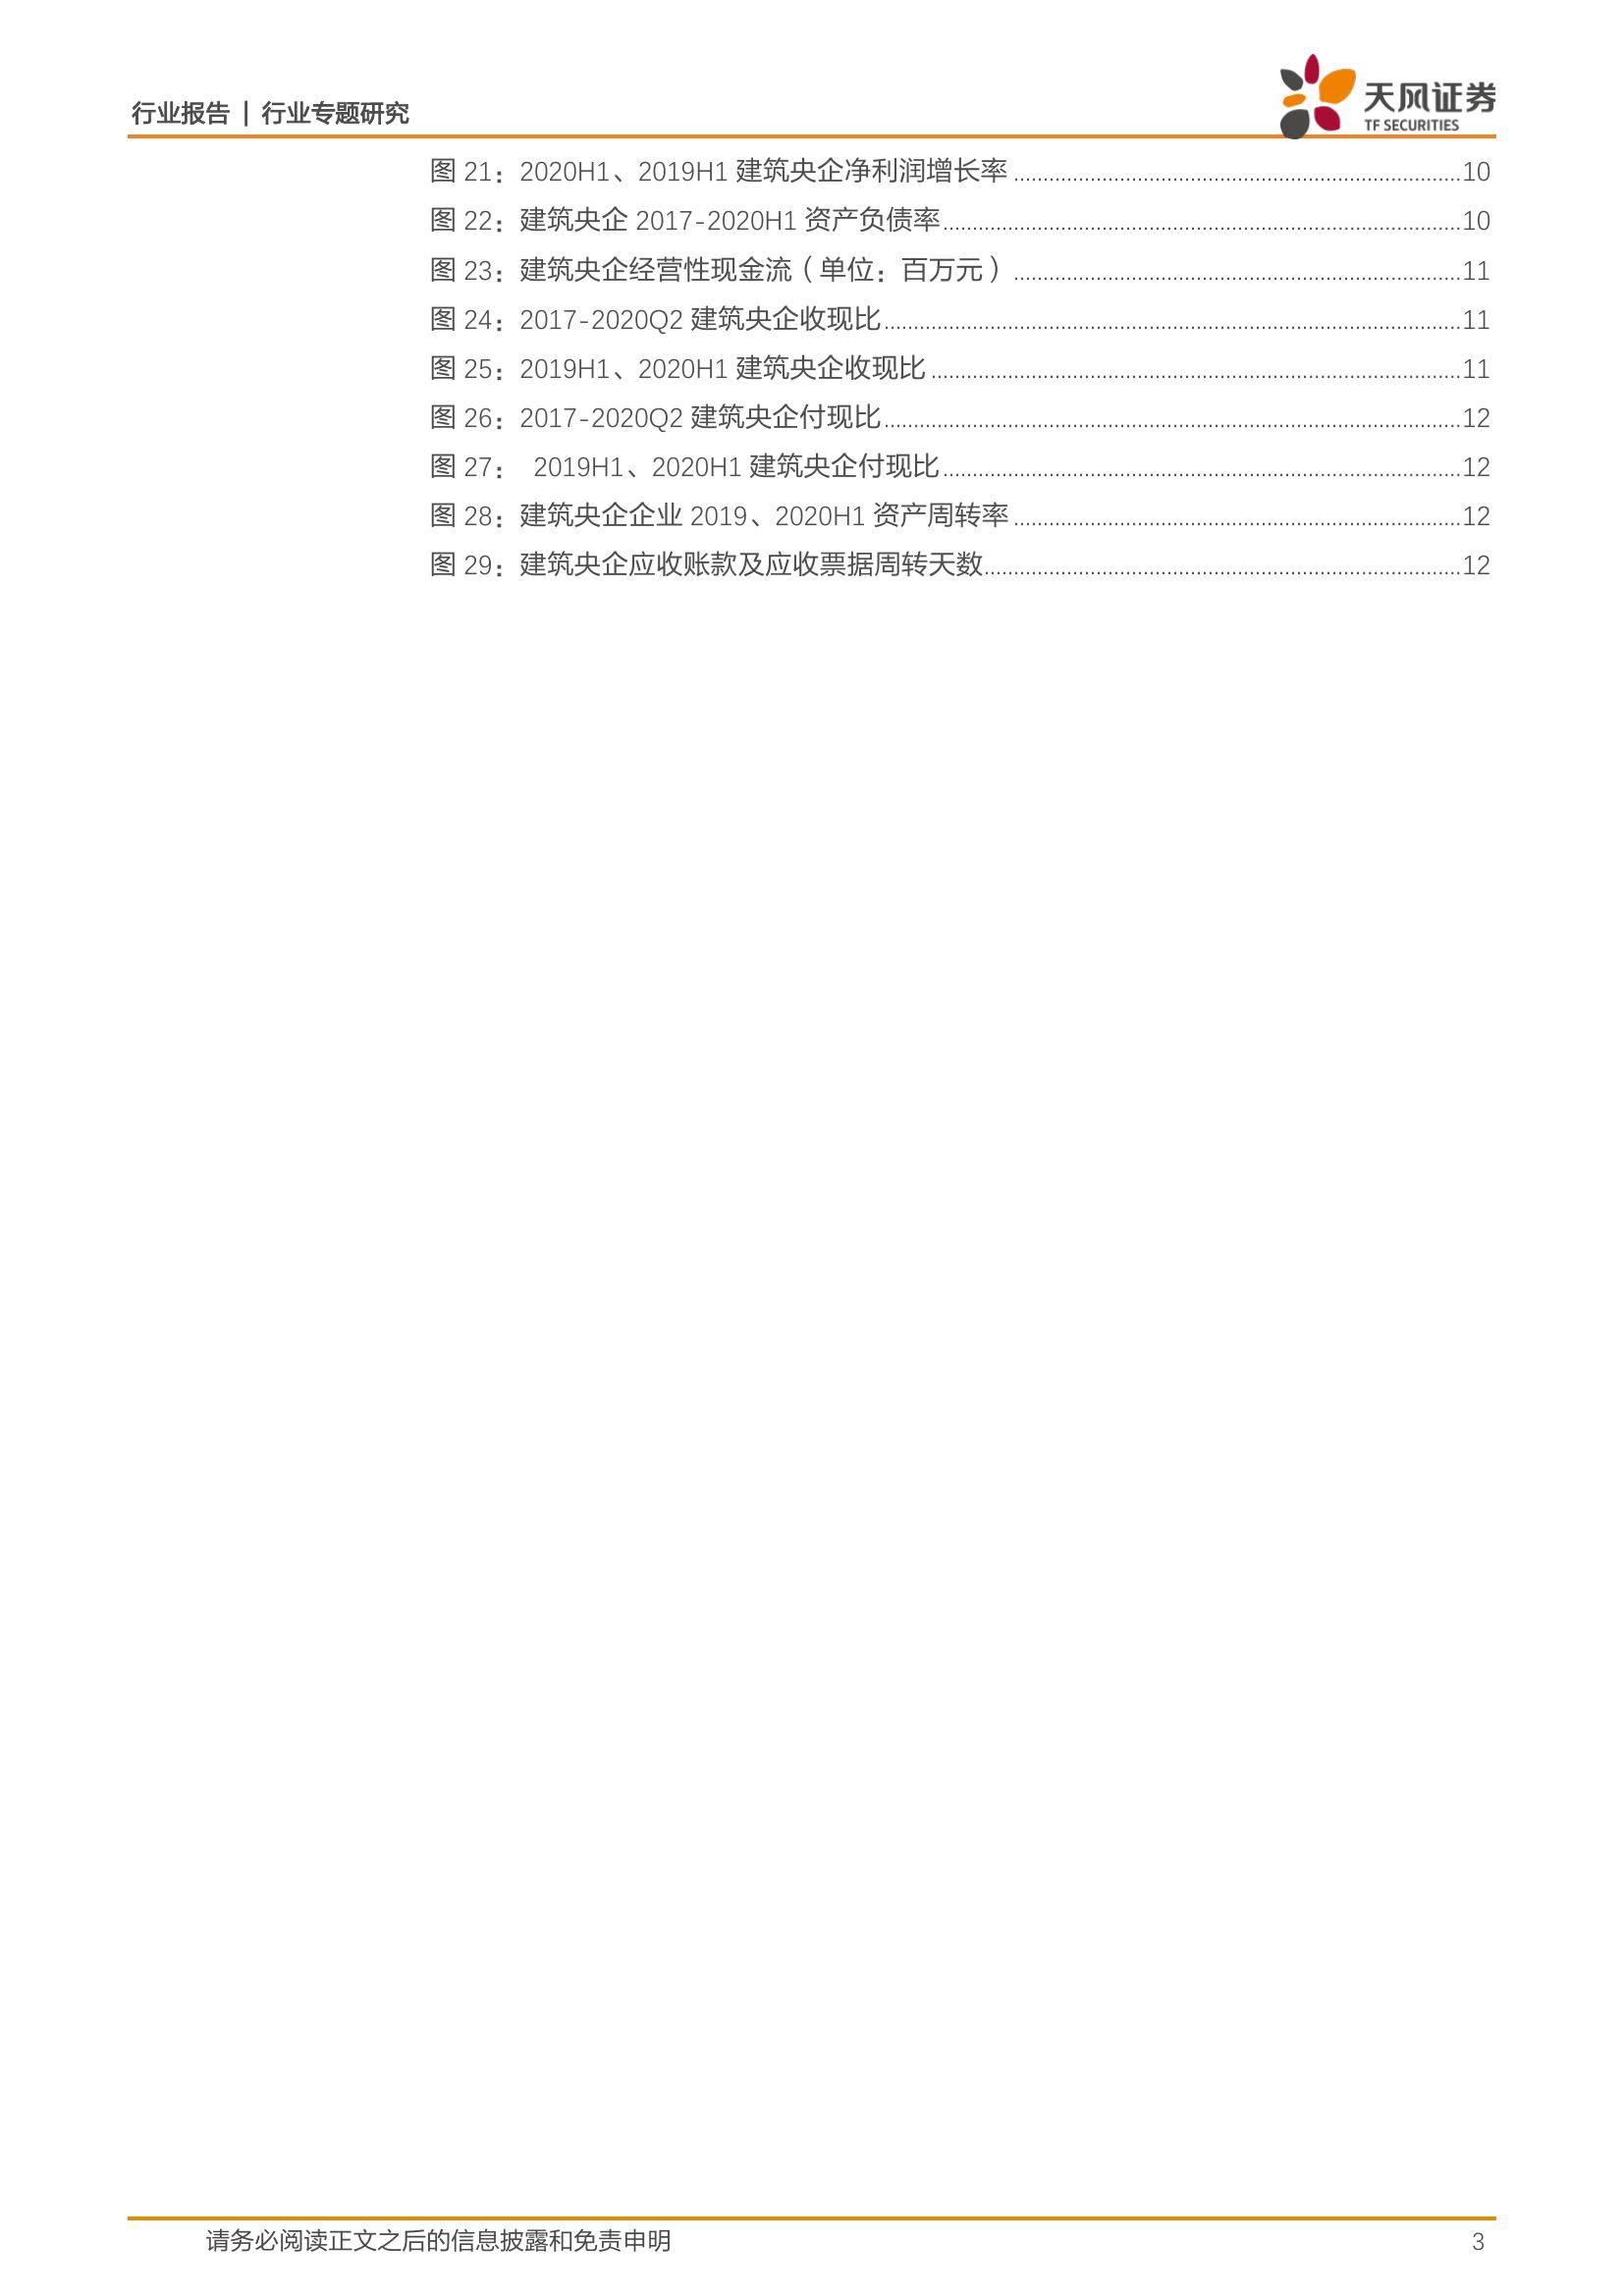 行业报告 | 行业专题研究
天风证券
TF SECURITIES
图 21：2020H1、2019H1 建筑央企净利润增长率 ........................................................................... 10
图 22：建筑央企 2017-2020H1 资产负债率 ........................................................................... 10
图 23：建筑央企经营性现金流（单位：百万元） ........................................................................... 11
图 24：2017-2020Q2 建筑央企收现比 ........................................................................... 11
图 25：2019H1、2020H1 建筑央企收现比 ........................................................................... 11
图 26：2017-2020Q2 建筑央企付现比 ........................................................................... 12
图 27： 2019H1、2020H1 建筑央企付现比 ........................................................................... 12
图 28：建筑央企企业 2019、2020H1 资产周转率 ........................................................................... 12
图 29：建筑央企应收账款及应收票据周转天数 ........................................................................... 12
请务必阅读正文之后的信息披露和免责申明 3